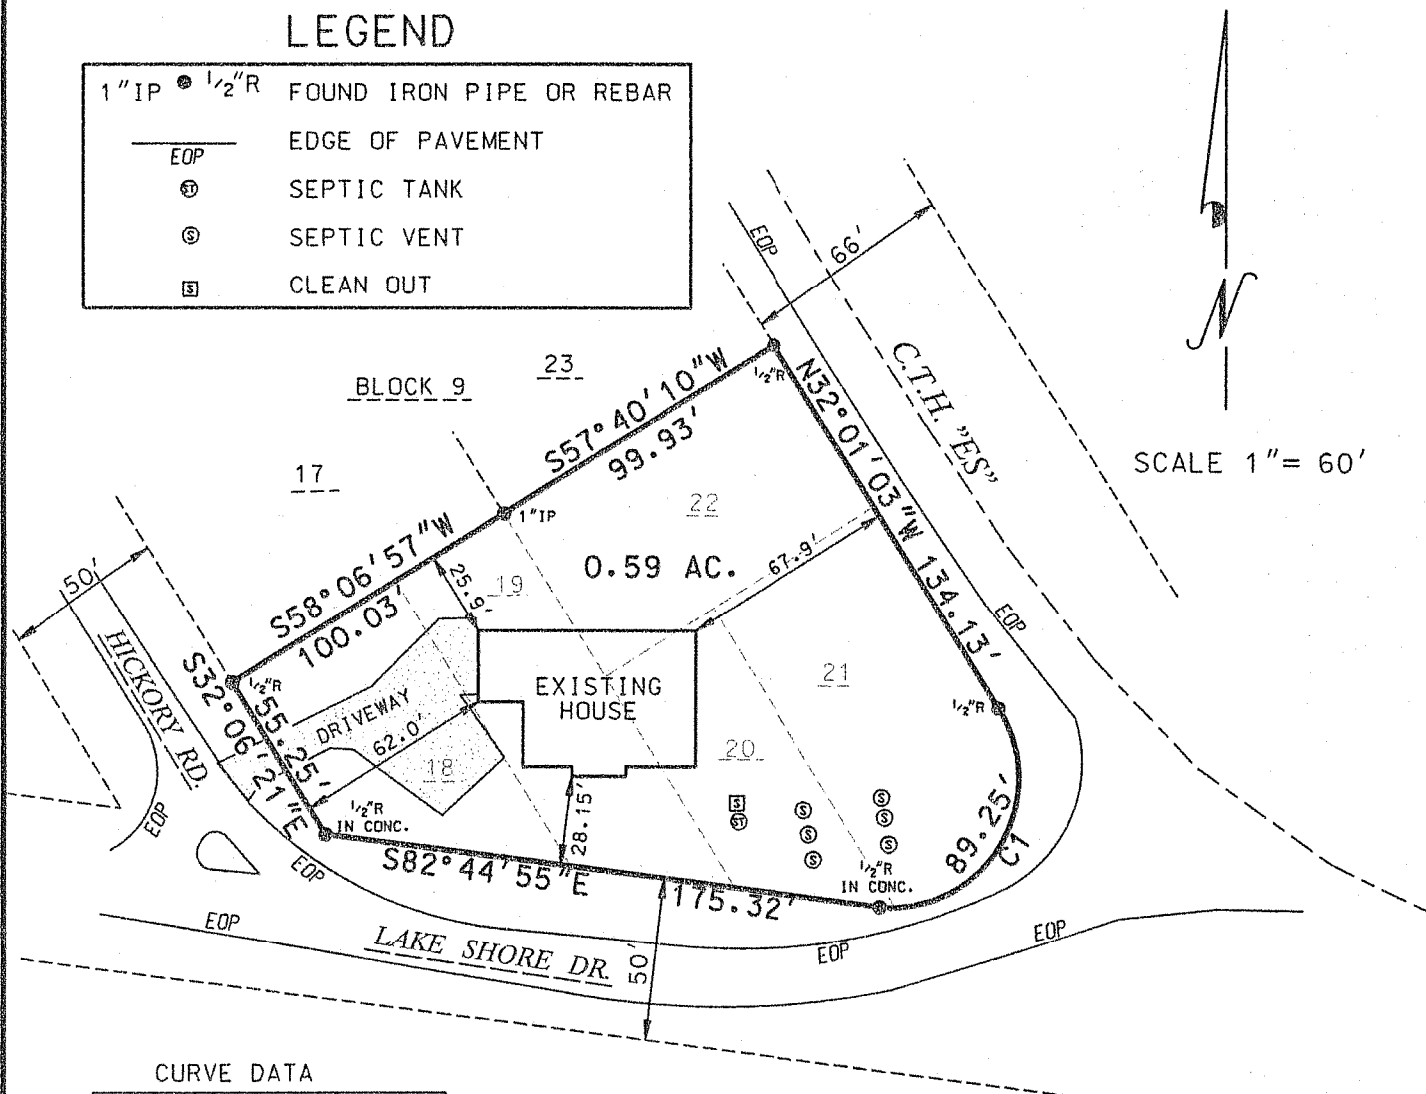 LEGEND
1"IP 1/2"R FOUND IRON PIPE OR REBAR
EOP EDGE OF PAVEMENT
ST SEPTIC TANK
S SEPTIC VENT
S CLEAN OUT
EOP
66'
C.T.H. "ES"
SCALE 1"= 60'
N
23
BLOCK 9
17
S57°40'10"W
99.93'
1/2"R
N32°01'03"W 134.13'
1"IP
22
0.59 AC.
67.9'
S58°06'57"W
100.03'
25.9'
19
50'
HICKORY RD.
1/2"R
S32°06'21"E
55.25'
DRIVEWAY
62.0'
18
EXISTING
HOUSE
21
20
EOP
1/2"R
S
ST
S
S
S
S
S
S
28.15'
1/2"R
IN CONC.
1/2"R
IN CONC.
89.25'
C1
EOP
EOP
S82°44'55"E
175.32'
EOP
LAKE SHORE DR.
50'
EOP
EOP
CURVE DATA